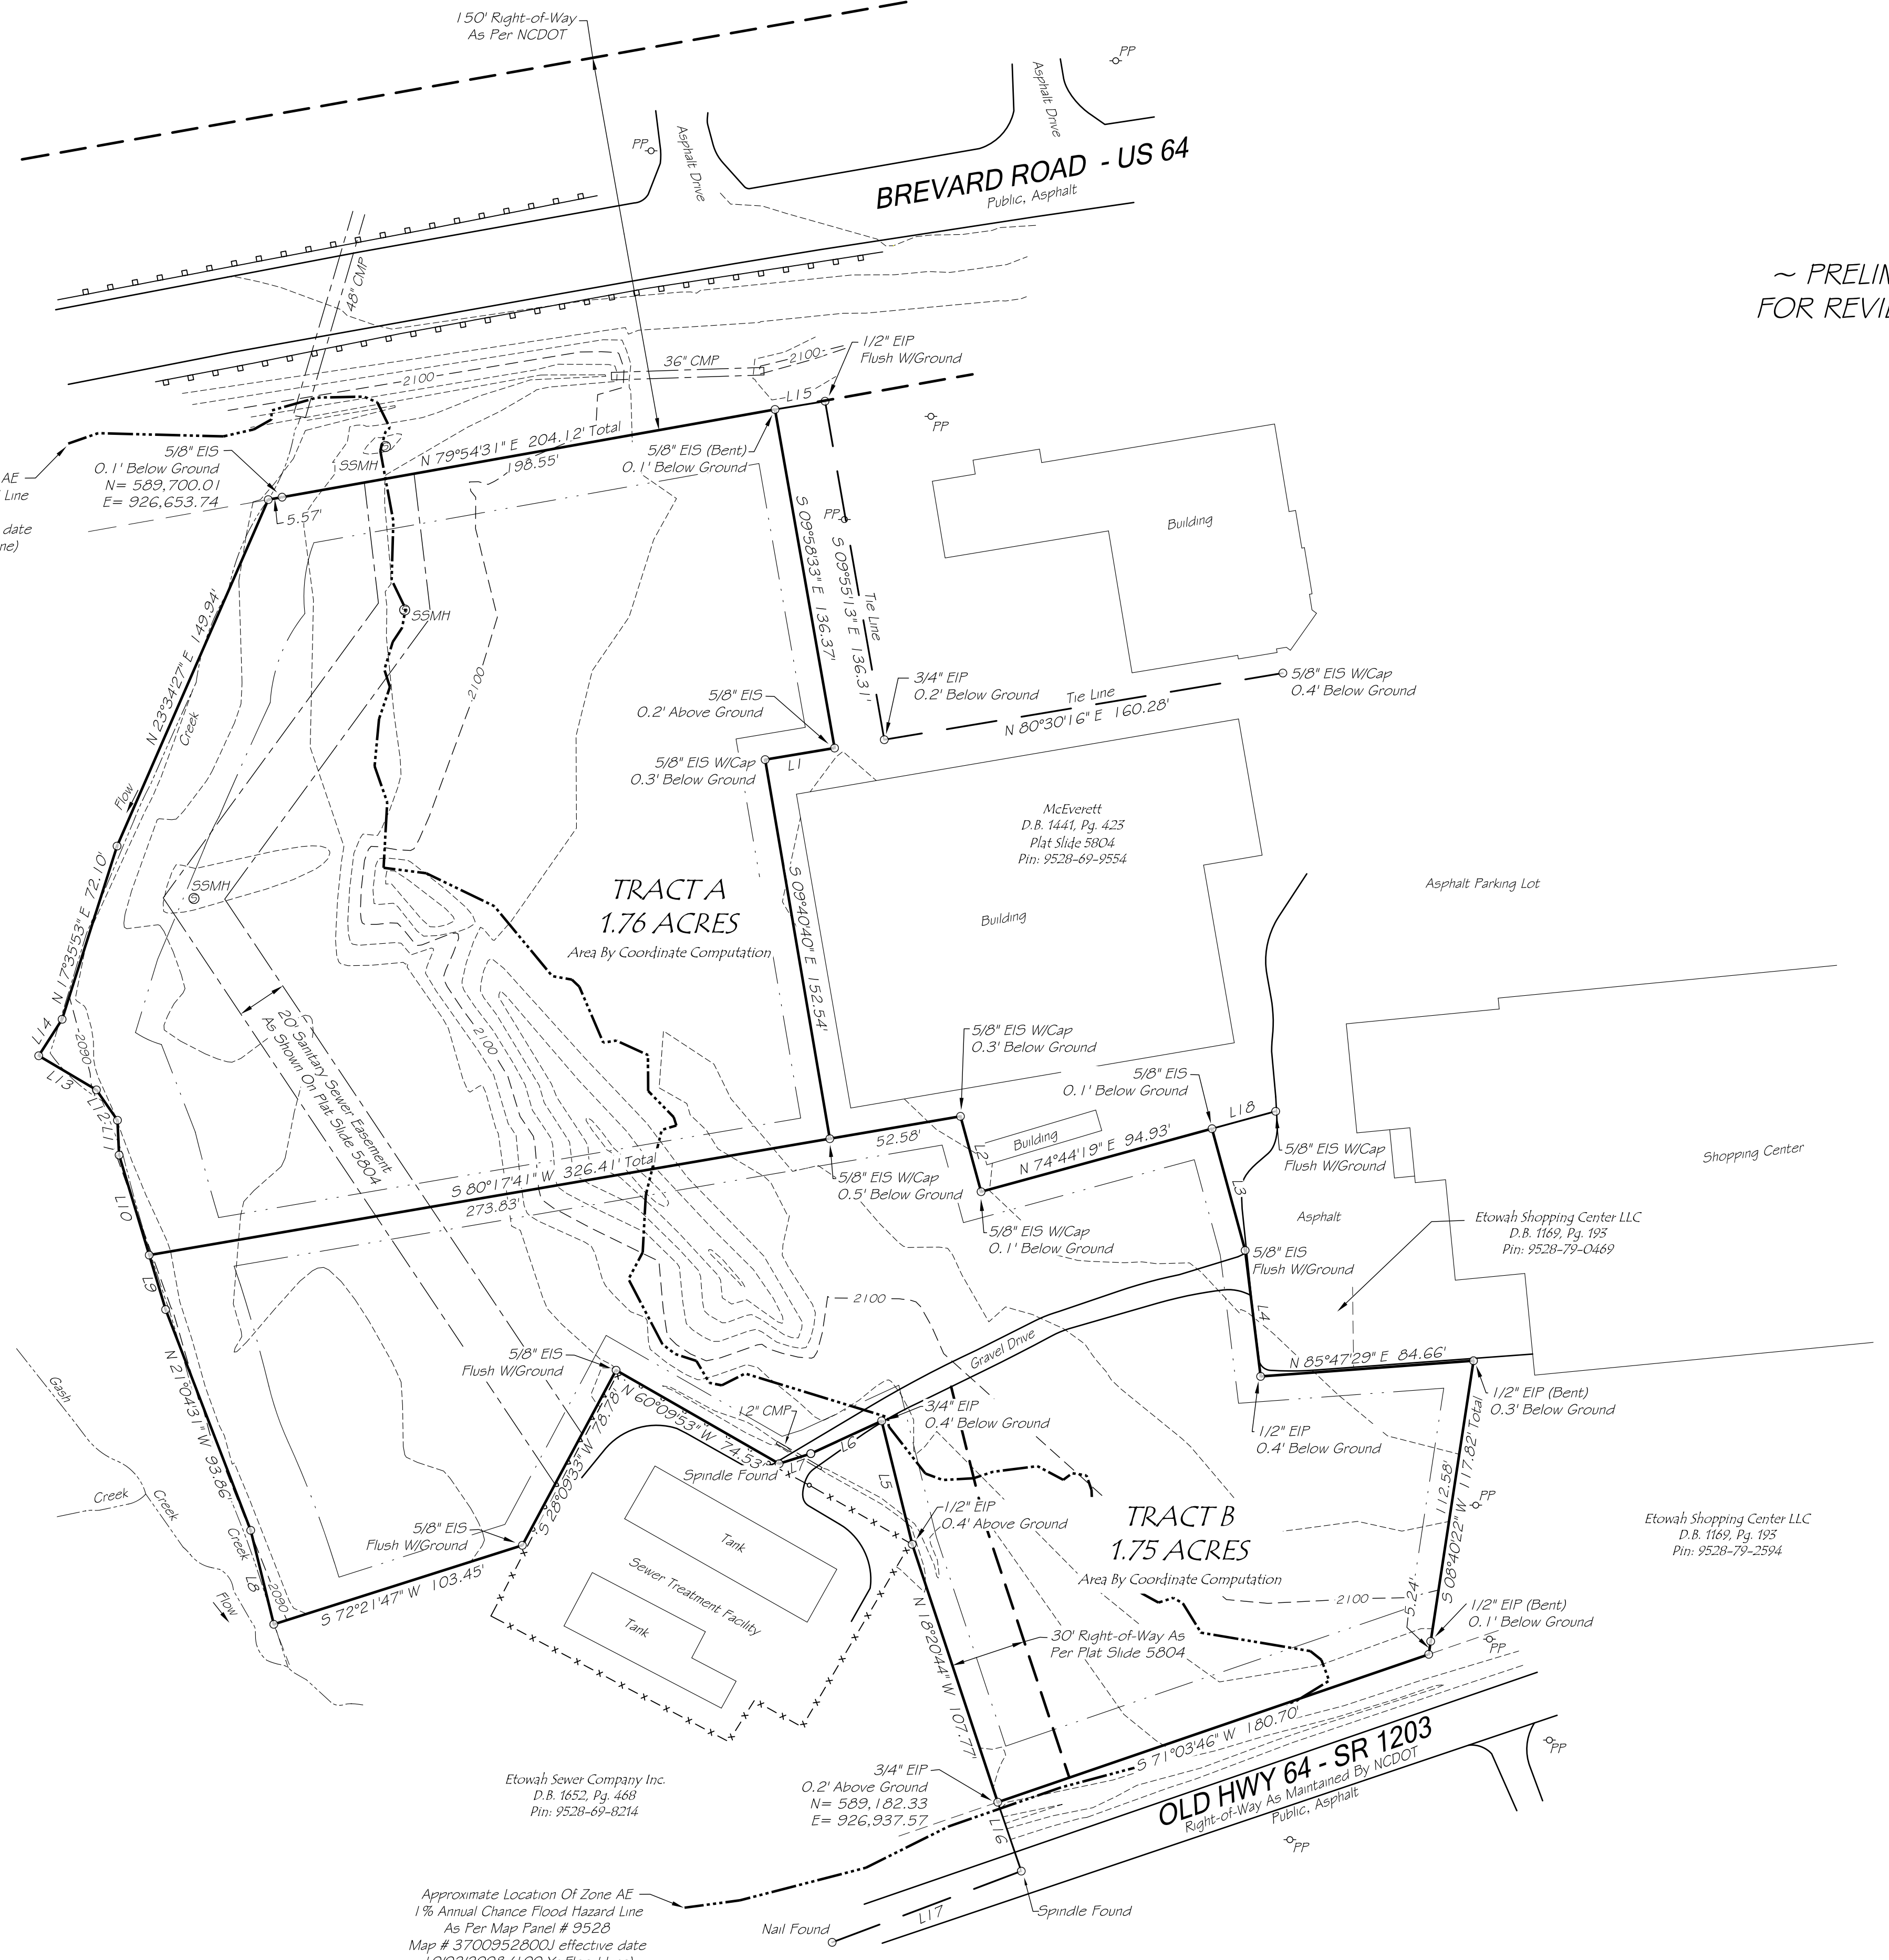 150' Right-of-Way
As Per NCDOT
PP
Asphalt Drive
PP
Asphalt Drive
BREVARD ROAD - US 64
Public, Asphalt
~ PRELIM
FOR REVIE
48" CMP
2100
36" CMP
2100
1/2" EIP
Flush W/Ground
L15
PP
AE
Line
date
ne)
5/8" EIS
0.1' Below Ground
N= 589,700.01
E= 926,653.74
SSMH
N 79°54'31" E 204.12' Total
198.55'
5/8" EIS (Bent)
0.1' Below Ground
5.57'
S 09°58'33" E 136.37'
PP
S 09°55'13" E 136.31'
Tie Line
Building
SSMH
N 23°34'27" E 149.94'
Creek
Flow
2100
5/8" EIS
0.2' Above Ground
3/4" EIP
0.2' Below Ground
Tie Line
N 80°30'16" E 160.28'
5/8" EIS W/Cap
0.4' Below Ground
5/8" EIS W/Cap
0.3' Below Ground
L1
McEverett
D.B. 1441, Pg. 423
Plat Slide 5804
Pin: 9528-69-9554
Building
Asphalt Parking Lot
SSMH
N 17°35'53" E 72.10'
TRACT A
1.76 ACRES
Area By Coordinate Computation
S 09°40'40" E 152.54'
20' Sanitary Sewer Easement
As Shown On Plat Slide 5804
2100
L14
2090
L13
L12
L11
L10
5/8" EIS W/Cap
0.3' Below Ground
5/8" EIS
0.1' Below Ground
L18
Building
L2
N 74°44'19" E 94.93'
5/8" EIS W/Cap
Flush W/Ground
52.58'
S 80°17'41" W 326.41' Total
273.83'
5/8" EIS W/Cap
0.5' Below Ground
5/8" EIS W/Cap
0.1' Below Ground
L3
Shopping Center
Asphalt
Etowah Shopping Center LLC
D.B. 1169, Pg. 193
Pin: 9528-79-0469
5/8" EIS
Flush W/Ground
L9
L4
2100
Gravel Drive
N 21°04'31" W 93.86'
5/8" EIS
Flush W/Ground
N 85°47'29" E 84.66'
N 60°09'53" W 74.53'
12" CMP
3/4" EIP
0.4' Below Ground
1/2" EIP
0.4' Below Ground
1/2" EIP (Bent)
0.3' Below Ground
Gash
Creek
Creek
Creek
Flow
L8
2090
L6
L7
Spindle Found
L5
S 28°09'33" W 78.78'
5/8" EIS
Flush W/Ground
S 72°21'47" W 103.45'
Tank
Sewer Treatment Facility
Tank
1/2" EIP
0.4' Above Ground
TRACT B
1.75 ACRES
Area By Coordinate Computation
112.58'
S 08°40'22" W 117.82' Total
PP
Etowah Shopping Center LLC
D.B. 1169, Pg. 193
Pin: 9528-79-2594
2100
5.24'
1/2" EIP (Bent)
0.1' Below Ground
PP
N 18°20'44" W 107.77'
30' Right-of-Way As
Per Plat Slide 5804
S 71°03'46" W 180.70'
OLD HWY 64 - SR 1203
Right-of-Way As Maintained By NCDOT
Public, Asphalt
PP
PP
3/4" EIP
0.2' Above Ground
N= 589,182.33
E= 926,937.57
L16
Etowah Sewer Company Inc.
D.B. 1652, Pg. 468
Pin: 9528-69-8214
Approximate Location Of Zone AE
1% Annual Chance Flood Hazard Line
As Per Map Panel # 9528
Map # 3700952800J effective date
L17
Nail Found
Spindle Found